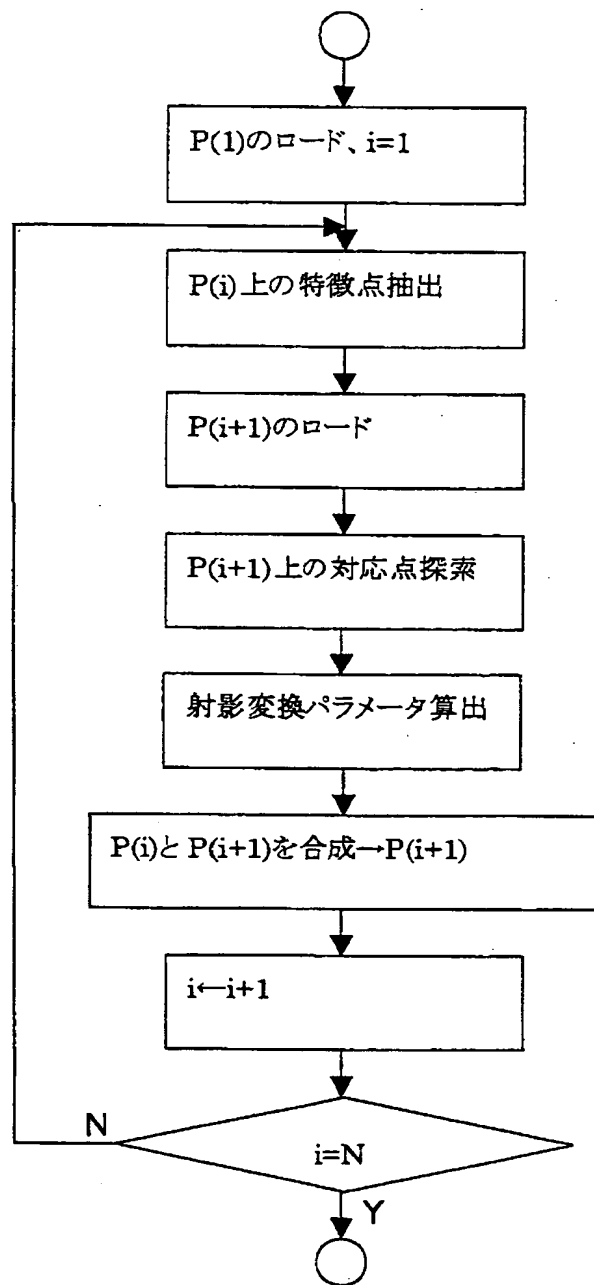 P(1)のロード、i=1
P(i)上の特徴点抽出
P(i+1)のロード
P(i+1)上の対応点探索
射影変換パラメータ算出
P(i)とP(i+1)を合成→P(i+1)
i←i+1
N
i=N
Y